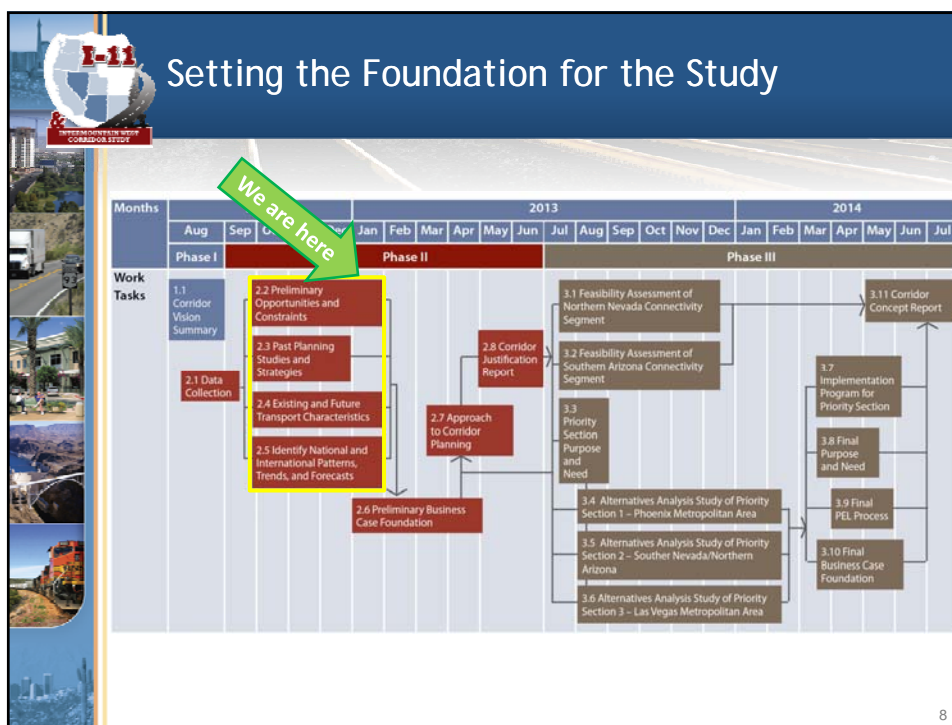 I-11
&
INTERMOUNTAIN WEST
CORRIDOR STUDY
Setting the Foundation for the Study
We are here
Months
2013
2014
Aug Sep Dec Jan Feb Mar Apr May Jun Jul Aug Sep Oct Nov Dec Jan Feb Mar Apr May Jun Jul
Phase I
Phase II
Phase III
Work
Tasks
1.1
Corridor
Vision
Summary
2.1 Data
Collection
2.2 Preliminary
Opportunities and
Constraints
2.3 Past Planning
Studies and
Strategies
2.4 Existing and Future
Transport Characteristics
2.5 Identify National and
International Patterns,
Trends, and Forecasts
2.6 Preliminary Business
Case Foundation
2.7 Approach
to Corridor
Planning
2.8 Corridor
Justification
Report
3.1 Feasibility Assessment of
Northern Nevada Connectivity
Segment
3.2 Feasibility Assessment of
Southern Arizona Connectivity
Segment
3.3
Priority
Section
Purpose
and
Need
3.4 Alternatives Analysis Study of Priority
Section 1 – Phoenix Metropolitan Area
3.5 Alternatives Analysis Study of Priority
Section 2 – Souther Nevada/Northern
Arizona
3.6 Alternatives Analysis Study of Priority
Section 3 – Las Vegas Metropolitan Area
3.7
Implementation
Program for
Priority Section
3.8 Final
Purpose
and Need
3.9 Final
PEL Process
3.10 Final
Business Case
Foundation
3.11 Corridor
Concept Report
93
8